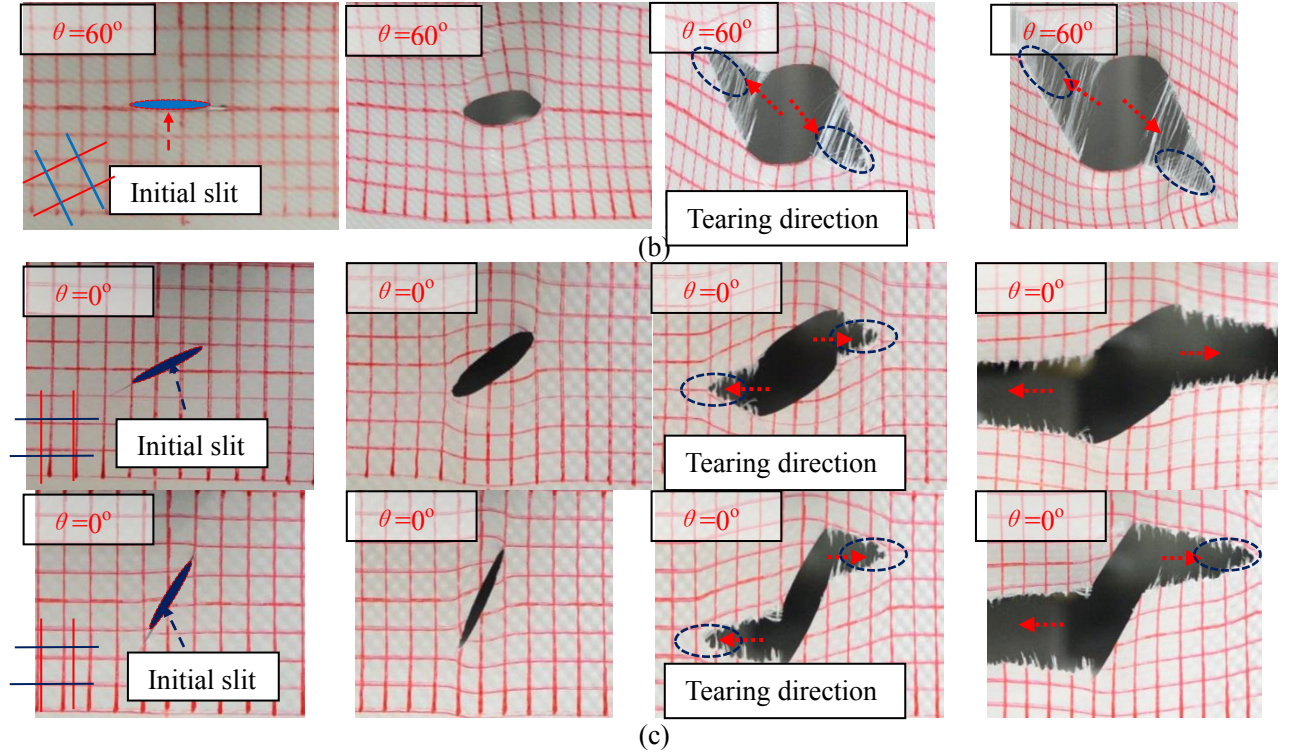 θ=60°
θ=60°
θ=60°
θ=60°
Initial slit
Tearing direction
(b)
θ=0°
θ=0°
θ=0°
θ=0°
Initial slit
Tearing direction
θ=0°
θ=0°
θ=0°
θ=0°
Initial slit
Tearing direction
(c)